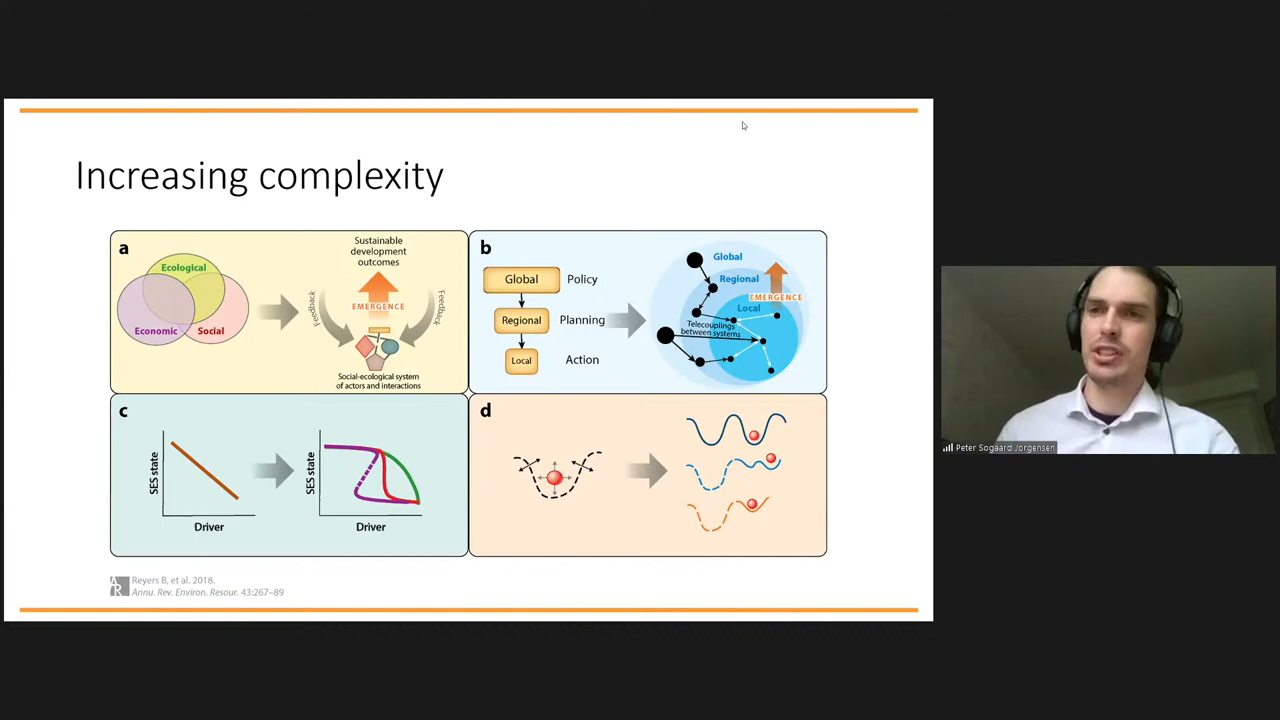 Increasing complexity
a
Ecological
Economic
Social
Sustainable
development
outcomes
Feedback
EMERGENCE
Feedback
Social-ecological system
of actors and interactions
b
Global
Policy
Regional
Planning
Local
Action
Global
Regional
EMERGENCE
Local
Telecouplings
between systems
c
SES state
Driver
SES state
Driver
d
AR
Reyers B, et al. 2018.
Annu. Rev. Environ. Resour. 43:267–89
Peter Sogaard Jorgensen